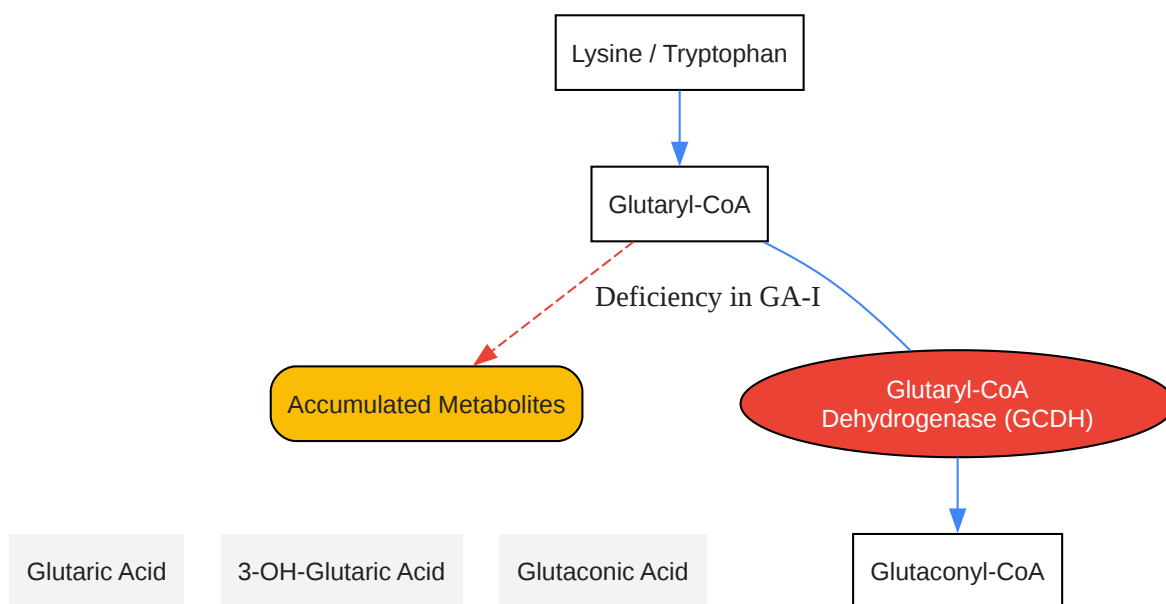 Lysine / Tryptophan
Glutaryl-CoA
Deficiency in GA-I
Accumulated Metabolites
Glutaryl-CoA
Dehydrogenase (GCDH)
Glutaric Acid
3-OH-Glutaric Acid
Glutaconic Acid
Glutaconyl-CoA